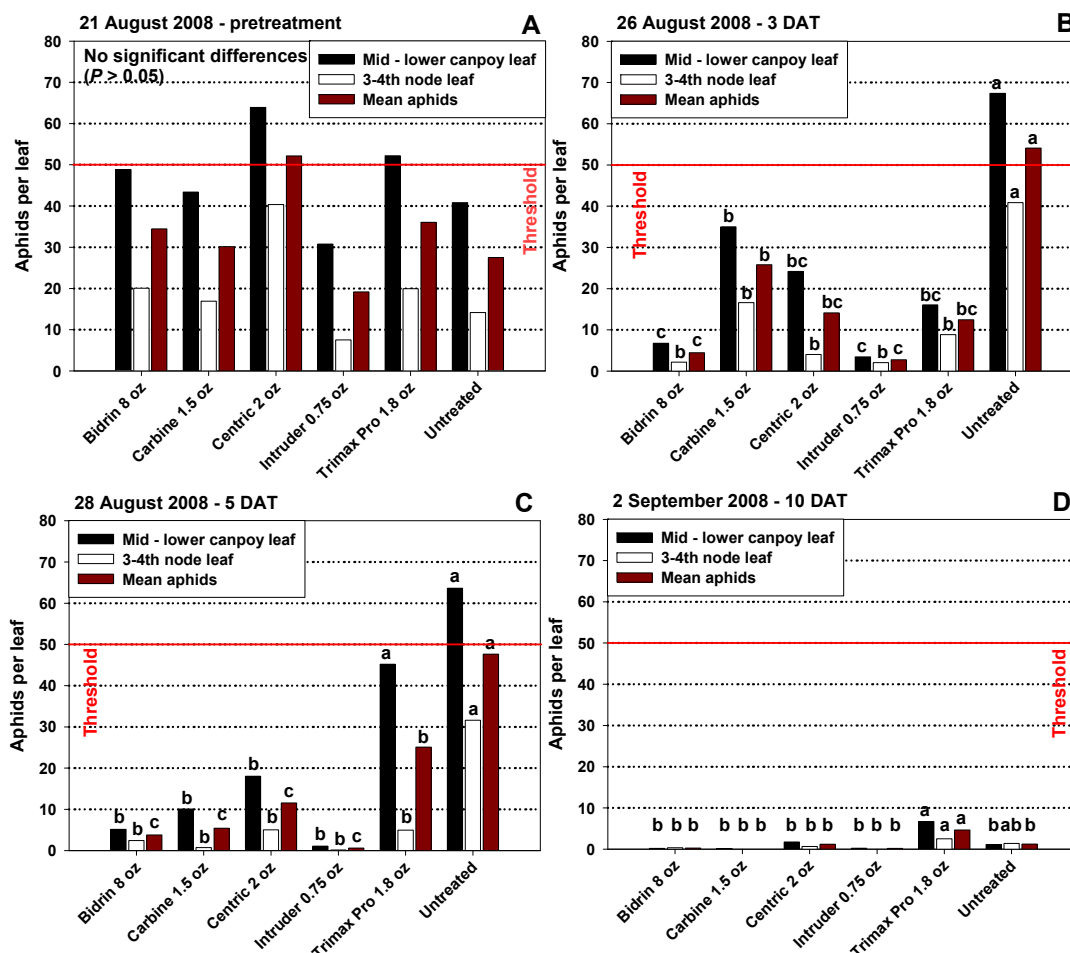 21 August 2008 - pretreatment
A
No significant differences
(P > 0.05)
Mid - lower canpoy leaf
3-4th node leaf
Mean aphids
Aphids per leaf
80
70
60
50
40
30
20
10
0
Threshold
Bidrin 8 oz
Carbine 1.5 oz
Centric 2 oz
Intruder 0.75 oz
Trimax Pro 1.8 oz
Untreated
26 August 2008 - 3 DAT
B
Mid - lower canpoy leaf
3-4th node leaf
Mean aphids
Aphids per leaf
80
70
60
50
40
30
20
10
0
Threshold
c b c
b b b
bc b bc
c b c
bc b bc
a a a
Bidrin 8 oz
Carbine 1.5 oz
Centric 2 oz
Intruder 0.75 oz
Trimax Pro 1.8 oz
Untreated
28 August 2008 - 5 DAT
C
Mid - lower canpoy leaf
3-4th node leaf
Mean aphids
Aphids per leaf
80
70
60
50
40
30
20
10
0
Threshold
b b c
b b c
b b c
b b c
a b b
a a a
Bidrin 8 oz
Carbine 1.5 oz
Centric 2 oz
Intruder 0.75 oz
Trimax Pro 1.8 oz
Untreated
2 September 2008 - 10 DAT
D
Mid - lower canpoy leaf
3-4th node leaf
Mean aphids
Aphids per leaf
80
70
60
50
40
30
20
10
0
Threshold
b b b
b b b
b b b
b b b
a a a
b ab b
Bidrin 8 oz
Carbine 1.5 oz
Centric 2 oz
Intruder 0.75 oz
Trimax Pro 1.8 oz
Untreated